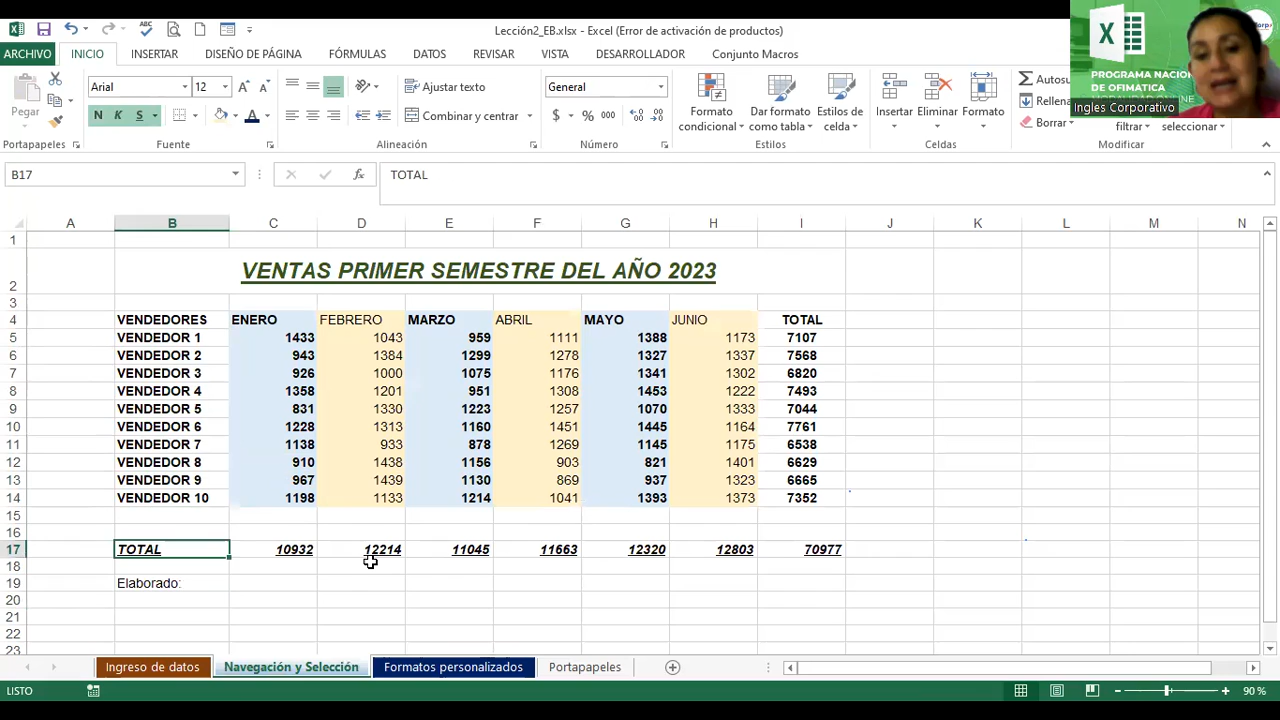 Lección2_EB.xlsx - Excel (Error de activación de productos)
ARCHIVO INICIO INSERTAR DISEÑO DE PÁGINA FÓRMULAS DATOS REVISAR VISTA DESARROLLADOR Conjunto Macros
PROGRAMA NACION
DE OFIMATICA
Ingles Corporativo
Pegar
Arial 12
N K S
Ajustar texto
Combinar y centrar
General
$ % 000
Formato condicional
Dar formato como tabla
Estilos de celda
Insertar
Eliminar
Formato
Autosu
Rellena
Borrar
filtrar
seleccionar
Portapapeles Fuente Alineación Número Estilos Celdas Modificar
B17 fx TOTAL
A B C D E F G H I J K L M N
1
2 VENTAS PRIMER SEMESTRE DEL AÑO 2023
3
4 VENDEDORES ENERO FEBRERO MARZO ABRIL MAYO JUNIO TOTAL
5 VENDEDOR 1 1433 1043 959 1111 1388 1173 7107
6 VENDEDOR 2 943 1384 1299 1278 1327 1337 7568
7 VENDEDOR 3 926 1000 1075 1176 1341 1302 6820
8 VENDEDOR 4 1358 1201 951 1308 1453 1222 7493
9 VENDEDOR 5 831 1330 1223 1257 1070 1333 7044
10 VENDEDOR 6 1228 1313 1160 1451 1445 1164 7761
11 VENDEDOR 7 1138 933 878 1269 1145 1175 6538
12 VENDEDOR 8 910 1438 1156 903 821 1401 6629
13 VENDEDOR 9 967 1439 1130 869 937 1323 6665
14 VENDEDOR 10 1198 1133 1214 1041 1393 1373 7352
15
16
17 TOTAL 10932 12214 11045 11663 12320 12803 70977
18
19 Elaborado:
20
21
22
23
Ingreso de datos Navegación y Selección Formatos personalizados Portapapeles
LISTO 90 %